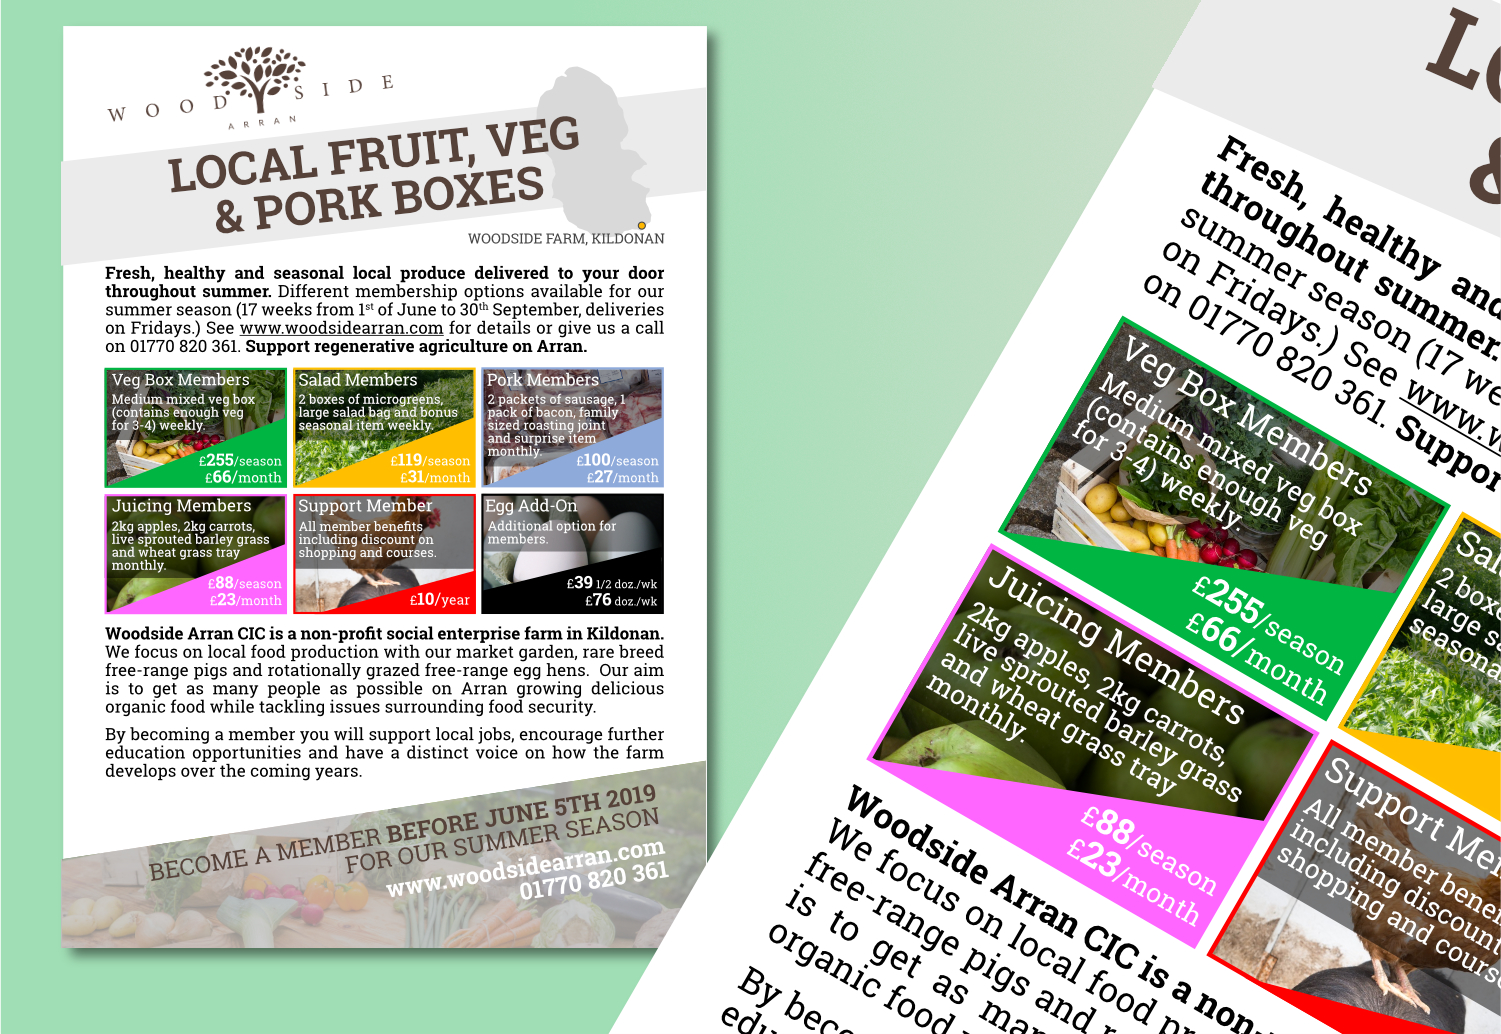 WOODSIDE
ARRAN
LOCAL FRUIT, VEG
& PORK BOXES
WOODSIDE FARM, KILDONAN
Fresh, healthy and seasonal local produce delivered to your door
throughout summer. Different membership options available for our
summer season (17 weeks from 1st of June to 30th September, deliveries
on Fridays.) See www.woodsidearran.com for details or give us a call
on 01770 820 361. Support regenerative agriculture on Arran.
Veg Box Members
Medium mixed veg box
(contains enough veg
for 3-4) weekly.
£255/season
£66/month
Salad Members
2 boxes of microgreens,
large salad bag and bonus
seasonal item weekly.
£119/season
£31/month
Pork Members
2 packets of sausage, 1
pack of bacon, family
sized roasting joint
and surprise item
monthly.
£100/season
£27/month
Juicing Members
2kg apples, 2kg carrots,
live sprouted barley grass
and wheat grass tray
monthly.
£88/season
£23/month
Support Member
All member benefits
including discount on
shopping and courses.
£10/year
Egg Add-On
Additional option for
members.
£39 1/2 doz./wk
£76 doz./wk
Woodside Arran CIC is a non-profit social enterprise farm in Kildonan.
We focus on local food production with our market garden, rare breed
free-range pigs and rotationally grazed free-range egg hens. Our aim
is to get as many people as possible on Arran growing delicious
organic food while tackling issues surrounding food security.
By becoming a member you will support local jobs, encourage further
education opportunities and have a distinct voice on how the farm
develops over the coming years.
BECOME A MEMBER BEFORE JUNE 5TH 2019
FOR OUR SUMMER SEASON
www.woodsidearran.com
01770 820 361
LO
&
Fresh, healthy and
throughout summer.
summer season (17 we
on Fridays.) See www.w
on 01770 820 361. Suppor
Veg Box Members
Medium mixed veg box
(contains enough veg
for 3-4) weekly.
£255/season
£66/month
Sal
2 boxe
large s
seasona
Juicing Members
2kg apples, 2kg carrots,
live sprouted barley grass
and wheat grass tray
monthly.
£88/season
£23/month
Support Me
All member benef
including discount
shopping and cours
Woodside Arran CIC is a non-
We focus on local food pr
free-range pigs and r
is to get as mar
organic food
By beco
edu